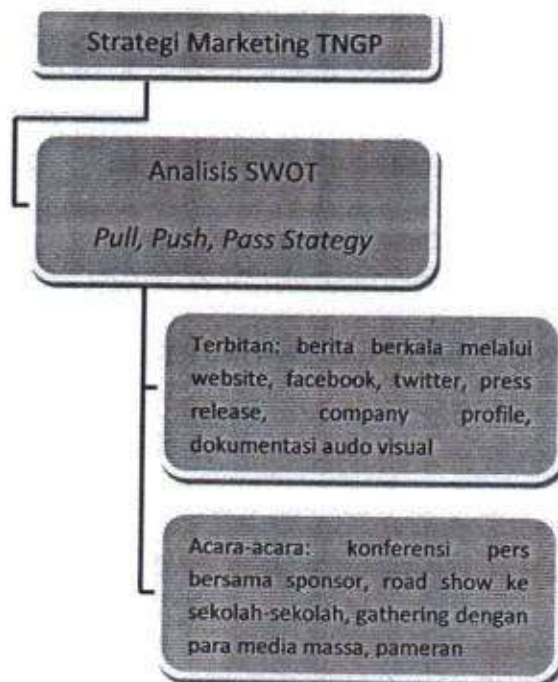 Strategi Marketing TNGP
Analisis SWOT
Pull, Push, Pass Stategy
Terbitan: berita berkala melalui
website, facebook, twitter, press
release, company profile,
dokumentasi audo visual
Acara-acara: konferensi pers
bersama sponsor, road show ke
sekolah-sekolah, gathering dengan
para media massa, pameran